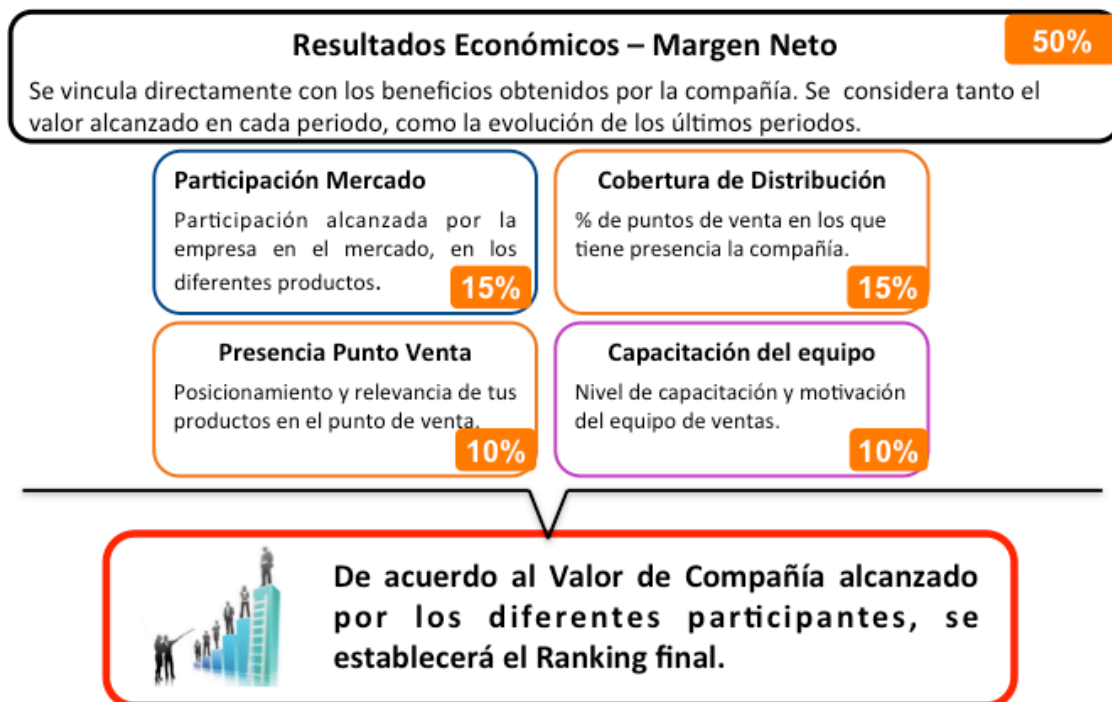 Resultados Económicos – Margen Neto
50%
Se vincula directamente con los beneficios obtenidos por la compañía. Se considera tanto el
valor alcanzado en cada periodo, como la evolución de los últimos periodos.
Participación Mercado
Participación alcanzada por la
empresa en el mercado, en los
diferentes productos.
15%
Cobertura de Distribución
% de puntos de venta en los que
tiene presencia la compañía.
15%
Presencia Punto Venta
Posicionamiento y relevancia de tus
productos en el punto de venta.
10%
Capacitación del equipo
Nivel de capacitación y motivación
del equipo de ventas.
10%
De acuerdo al Valor de Compañía alcanzado
por los diferentes participantes, se
establecerá el Ranking final.